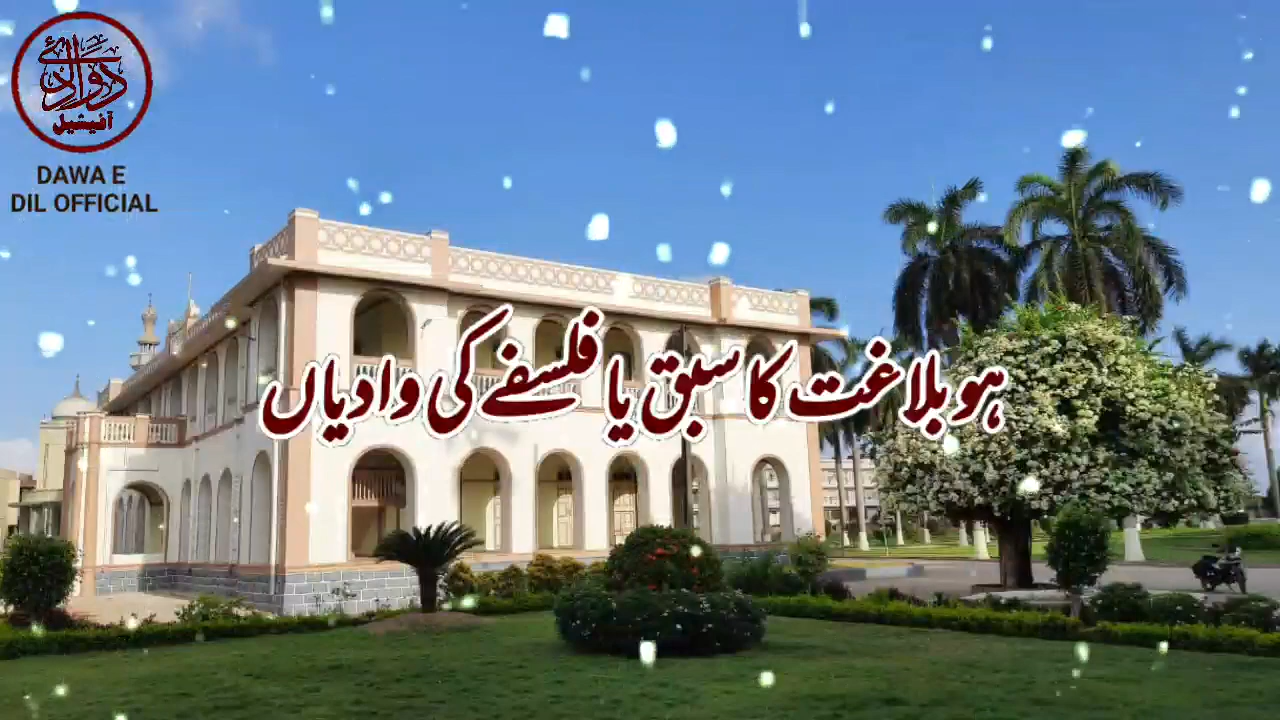 دوائے دل
آفیشیل
DAWA E
DIL OFFICIAL
ہو بلاغت کا سبق یا فلسفے کی وادیاں